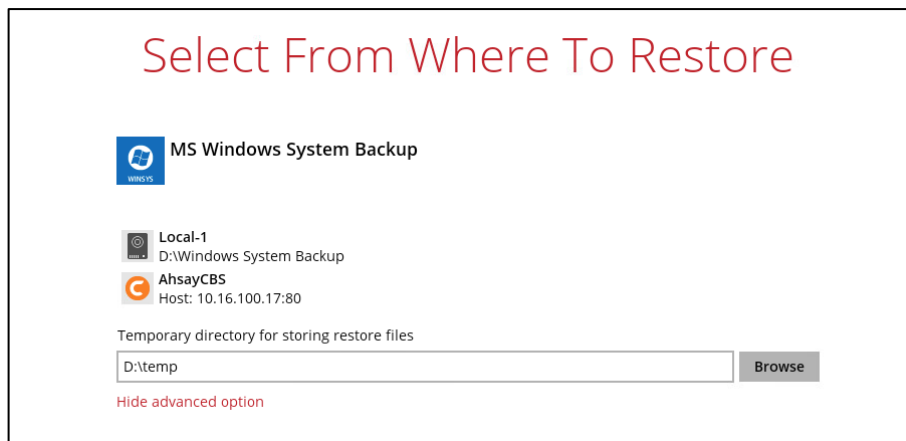 Select From Where To Restore
MS Windows System Backup
WINSYS
Local-1
D:\Windows System Backup
C
AhsayCBS
Host: 10.16.100.17:80
Temporary directory for storing restore files
D:\temp
Browse
Hide advanced option